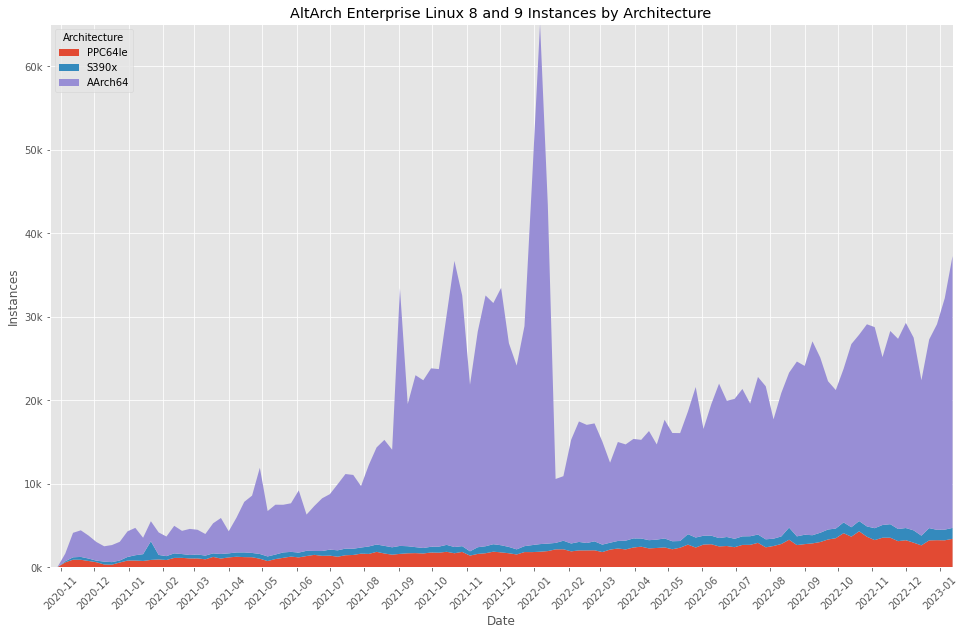 AltArch Enterprise Linux 8 and 9 Instances by Architecture
Architecture
PPC64le
S390x
AArch64
60k
50k
40k
30k
20k
10k
0k
Instances
2020-11
2020-12
2021-01
2021-02
2021-03
2021-04
2021-05
2021-06
2021-07
2021-08
2021-09
2021-10
2021-11
2021-12
2022-01
2022-02
2022-03
2022-04
2022-05
2022-06
2022-07
2022-08
2022-09
2022-10
2022-11
2022-12
2023-01
Date